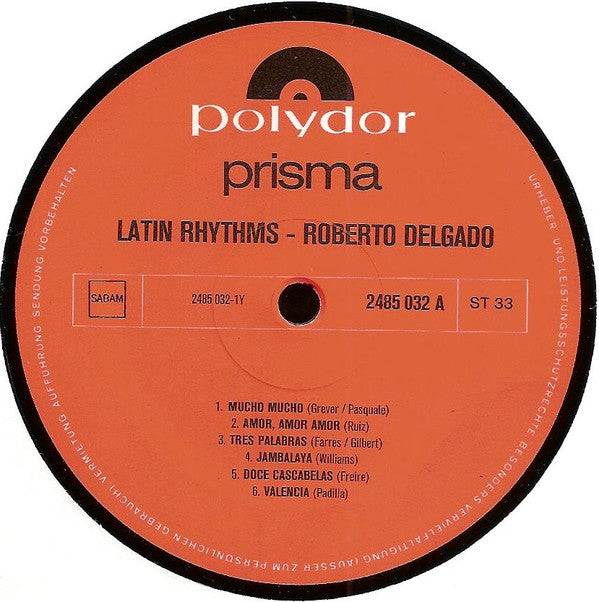 polydor
prisma
LATIN RHYTHMS - ROBERTO DELGADO
SABAM
2485 032-1Y
2485 032 A
ST 33
1. MUCHO MUCHO (Grever / Pasquale)
2. AMOR, AMOR AMOR (Ruiz)
3. TRES PALABRAS (Farres / Gilbert)
4. JAMBALAYA (Williams)
5. DOCE CASCABELAS (Freire)
6. VALENCIA (Padilla)
URHEBER- UND LEISTUNGSSCHUTZRECHTE BESONDERS VERVIELFÄLTIGUNG (AUSSER ZUM PERSÖNLICHEN GEBRAUCH) VERMIETUNG AUFFÜHRUNG SENDUNG VORBEHALTEN